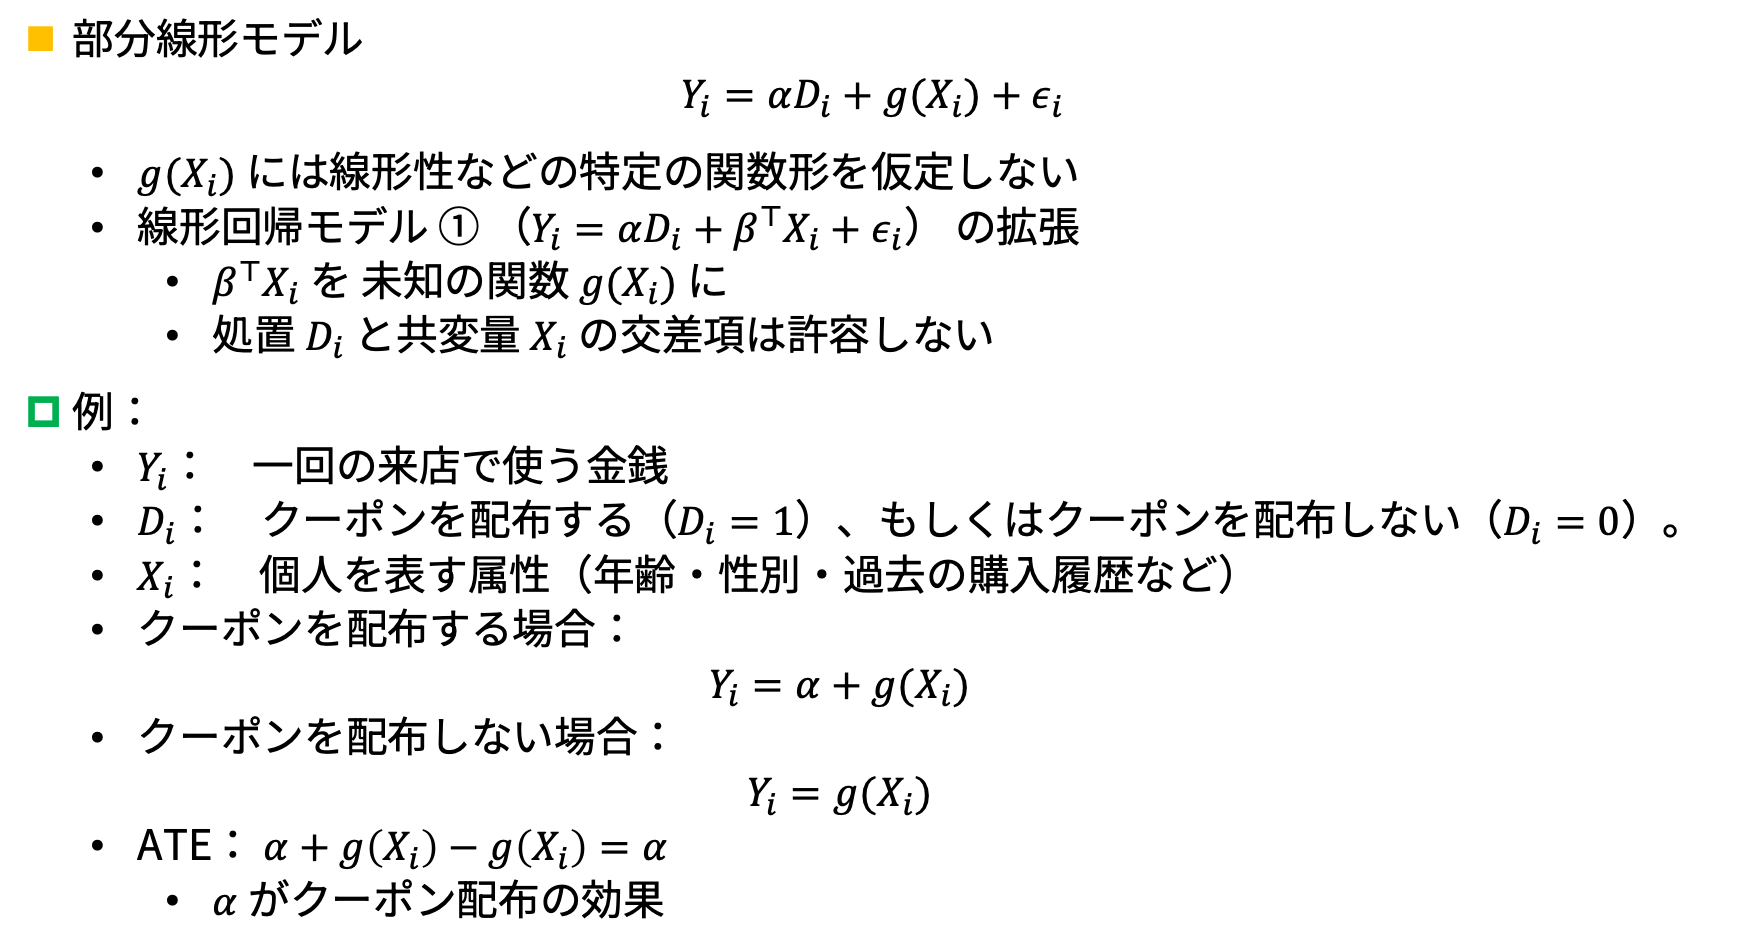 部分線形モデル
Yᵢ = αDᵢ + g(Xᵢ) + ϵᵢ
• g(Xᵢ) には線形性などの特定の関数形を仮定しない
• 線形回帰モデル ① （Yᵢ = αDᵢ + β⊤Xᵢ + ϵᵢ） の拡張
• β⊤Xᵢ を 未知の関数 g(Xᵢ) に
• 処置 Dᵢ と共変量 Xᵢ の交差項は許容しない
例：
• Yᵢ： 一回の来店で使う金銭
• Dᵢ： クーポンを配布する（Dᵢ = 1）、もしくはクーポンを配布しない（Dᵢ = 0）。
• Xᵢ： 個人を表す属性（年齢・性別・過去の購入履歴など）
• クーポンを配布する場合：
Yᵢ = α + g(Xᵢ)
• クーポンを配布しない場合：
Yᵢ = g(Xᵢ)
• ATE： α + g(Xᵢ) − g(Xᵢ) = α
• α がクーポン配布の効果